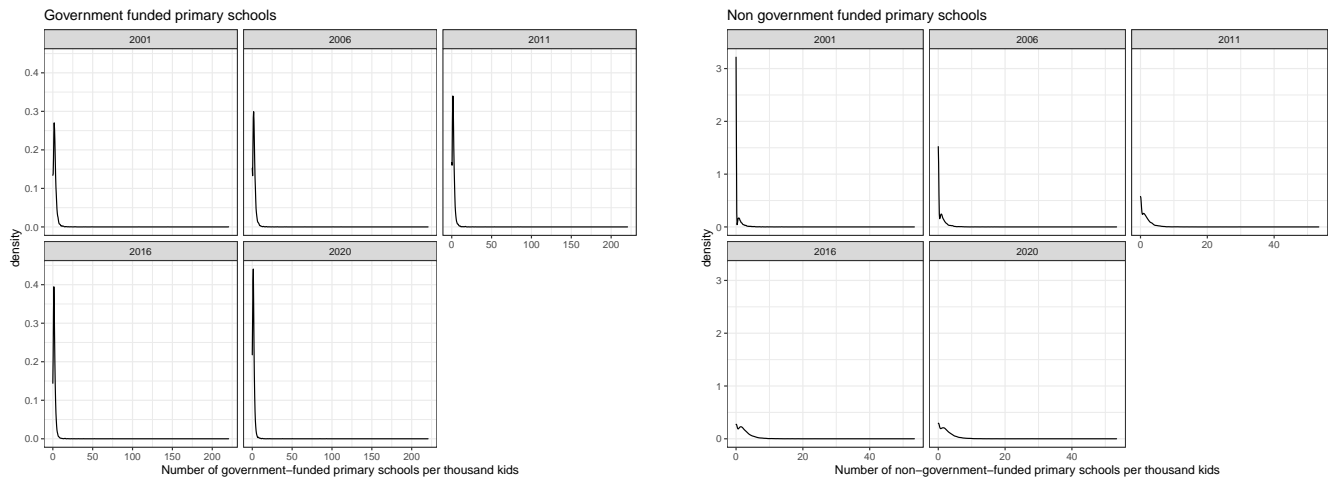 Government funded primary schools
2001 2006 2011
0.4
0.3
0.2
0.1
0.0
0 50 100 150 200
2016 2020
0.4
0.3
0.2
0.1
0.0
0 50 100 150 200 0 50 100 150 200
density
Number of government−funded primary schools per thousand kids
Non government funded primary schools
2001 2006 2011
3
2
1
0
0 20 40
2016 2020
3
2
1
0
0 20 40 0 20 40
density
Number of non−government−funded primary schools per thousand kids